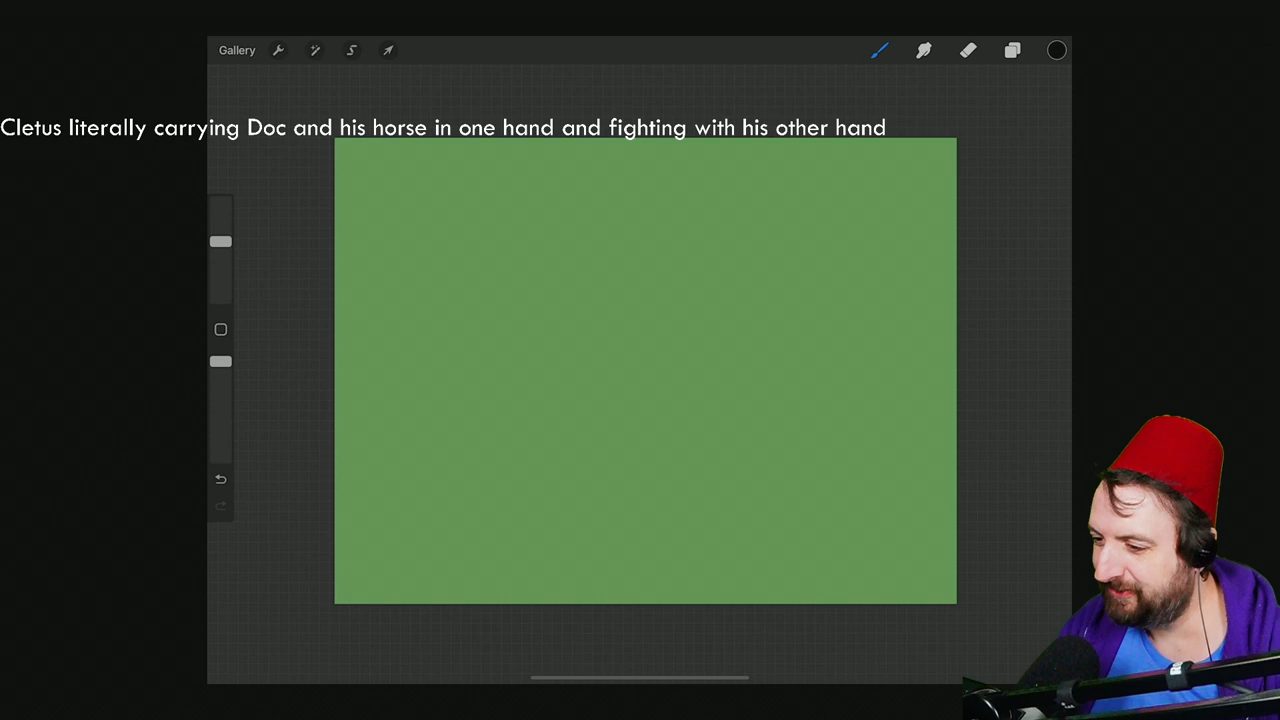 Gallery
Cletus literally carrying Doc and his horse in one hand and fighting with his other hand